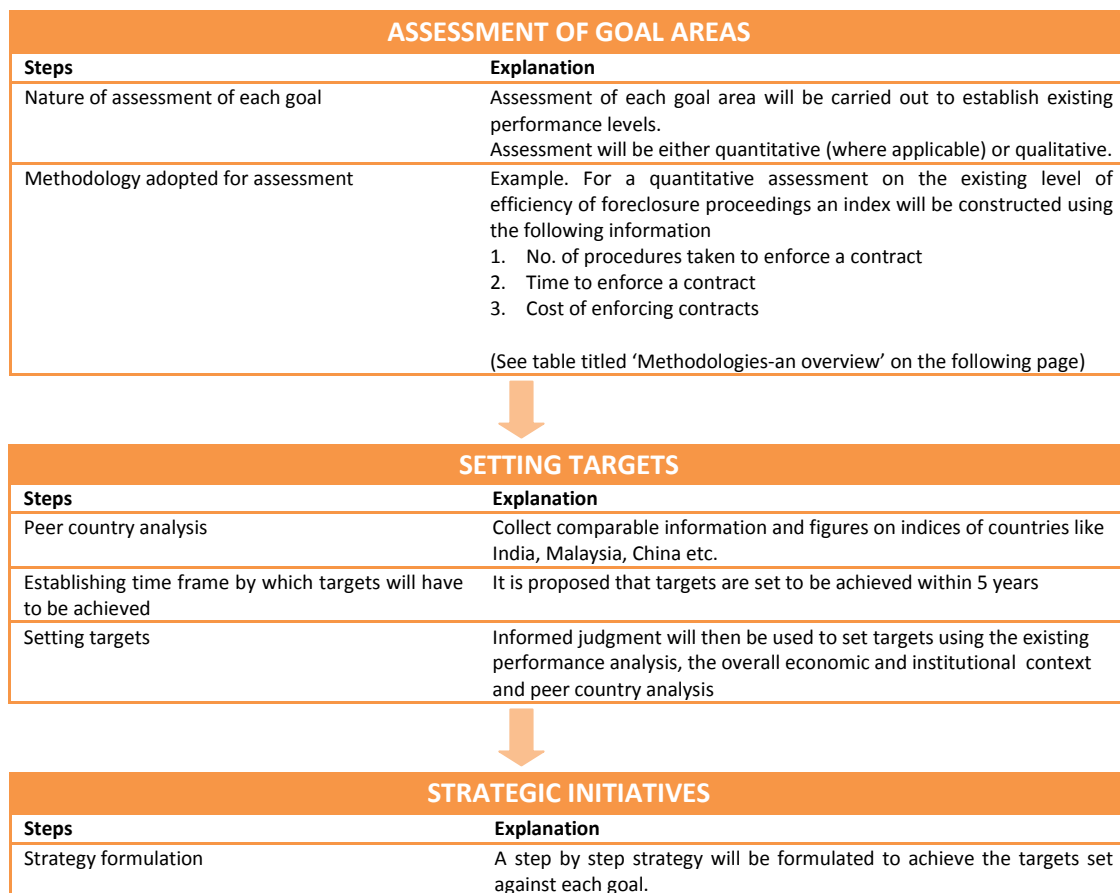 ASSESSMENT OF GOAL AREAS
Steps Explanation
Nature of assessment of each goal Assessment of each goal area will be carried out to establish existing
performance levels.
Assessment will be either quantitative (where applicable) or qualitative.
Methodology adopted for assessment Example. For a quantitative assessment on the existing level of
efficiency of foreclosure proceedings an index will be constructed using
the following information
1. No. of procedures taken to enforce a contract
2. Time to enforce a contract
3. Cost of enforcing contracts
(See table titled ‘Methodologies-an overview’ on the following page)
SETTING TARGETS
Steps Explanation
Peer country analysis Collect comparable information and figures on indices of countries like
India, Malaysia, China etc.
Establishing time frame by which targets will have It is proposed that targets are set to be achieved within 5 years
to be achieved
Setting targets Informed judgment will then be used to set targets using the existing
performance analysis, the overall economic and institutional context
and peer country analysis
STRATEGIC INITIATIVES
Steps Explanation
Strategy formulation A step by step strategy will be formulated to achieve the targets set
against each goal.